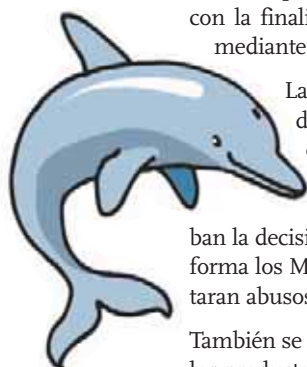 con la finali
mediante
La
d
ban la decisi
forma los M
taran abusos
También se